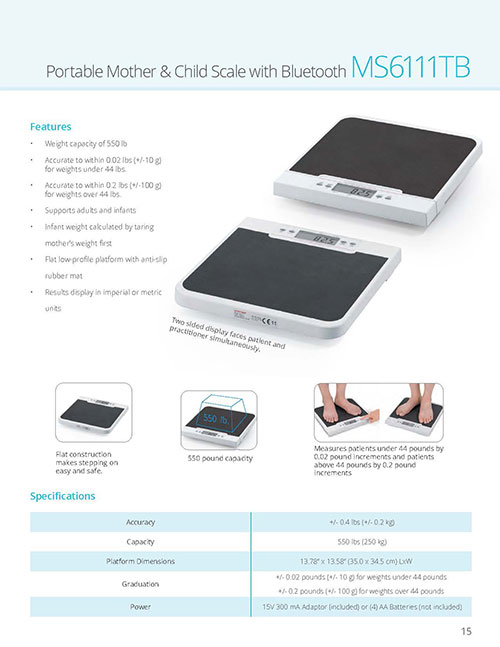 Portable Mother & Child Scale with Bluetooth MS6111TB
Features
• Weight capacity of 550 lb
• Accurate to within 0.02 lbs (+/-10 g)
for weights under 44 lbs.
• Accurate to within 0.2 lbs (+/-100 g)
for weights over 44 lbs.
• Supports adults and infants
• Infant weight calculated by taring
mother's weight first
• Flat low-profile platform with anti-slip
rubber mat
• Results display in imperial or metric
units
Two sided display faces patient and
practitioner simultaneously.
Flat construction
makes stepping on
easy and safe.
550 lb.
550 pound capacity
Measures patients under 44 pounds by
0.02 pound increments and patients
above 44 pounds by 0.2 pound
increments
Specifications
Accuracy +/- 0.4 lbs (+/- 0.2 kg)
Capacity 550 lbs (250 kg)
Platform Dimensions 13.78" x 13.58" (35.0 x 34.5 cm) LxW
Graduation +/- 0.02 pounds (+/- 10 g) for weights under 44 pounds
+/- 0.2 pounds (+/- 100 g) for weights over 44 pounds
Power 15V 300 mA Adaptor (included) or (4) AA Batteries (not included)
15